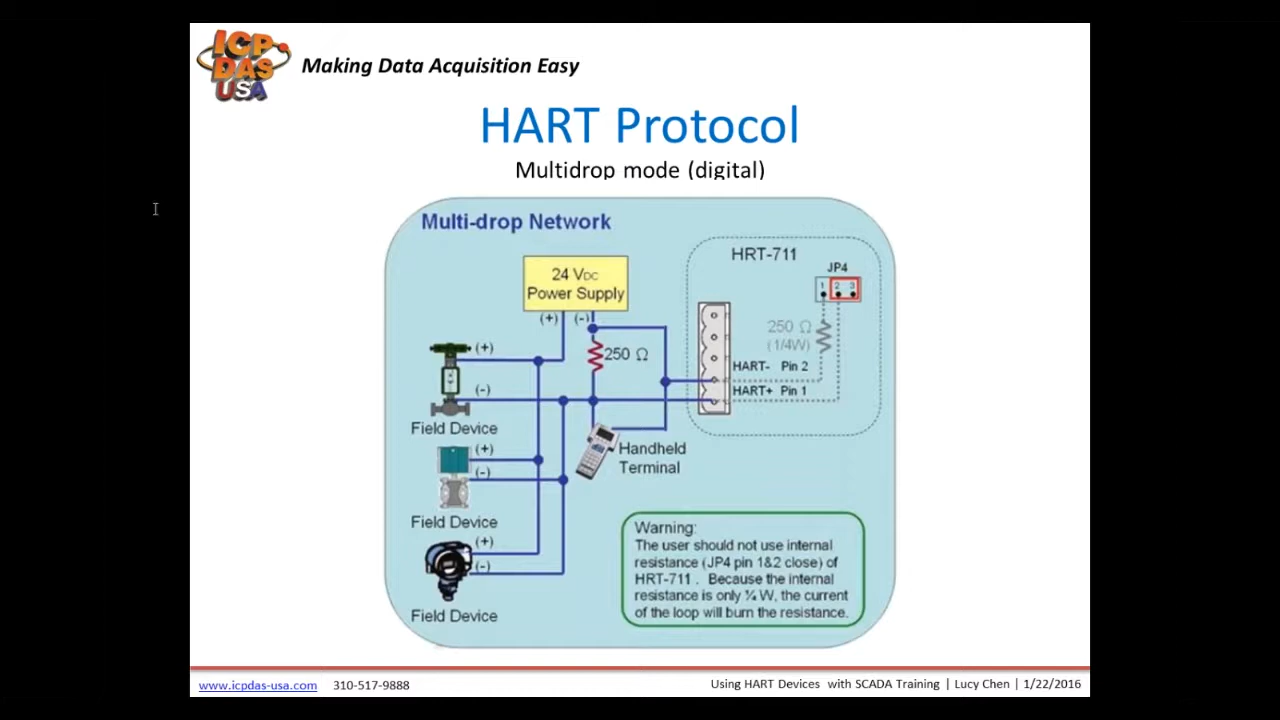 ICP
DAS
USA
Making Data Acquisition Easy
HART Protocol
Multidrop mode (digital)
Multi-drop Network
24 VDC
Power Supply
(+)
(-)
250 Ω
HRT-711
JP4
1 2 3
250 Ω
(1/4W)
HART- Pin 2
HART+ Pin 1
(+)
(-)
Field Device
(+)
(-)
Field Device
(+)
(-)
Field Device
Handheld
Terminal
Warning:
The user should not use internal
resistance (JP4 pin 1&2 close) of
HRT-711 . Because the internal
resistance is only ¼ W, the current
of the loop will burn the resistance.
www.icpdas-usa.com 310-517-9888
Using HART Devices with SCADA Training | Lucy Chen | 1/22/2016